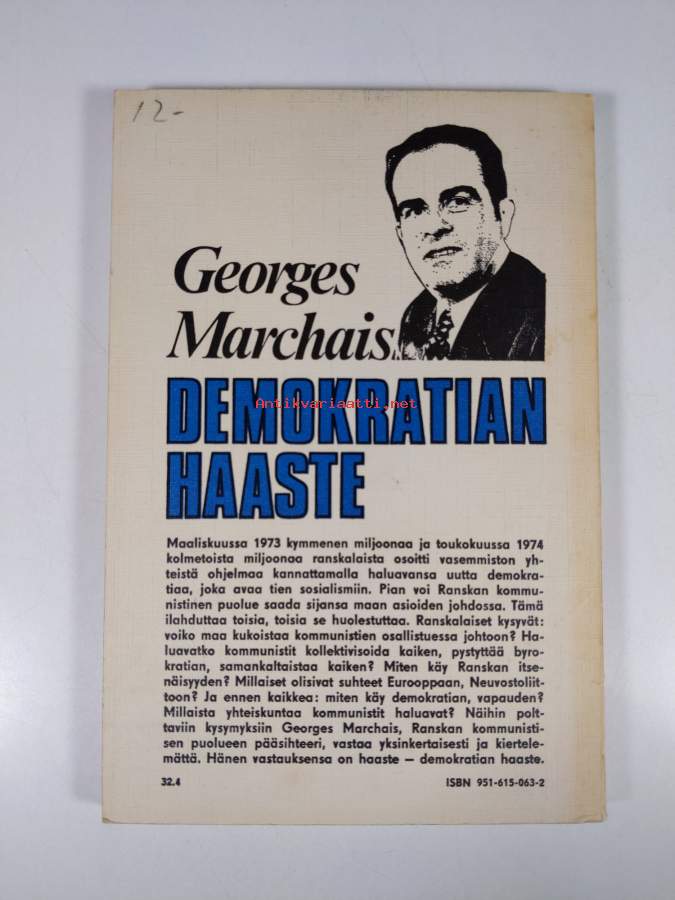 12-
Georges
Marchais
DEMOKRATIAN
Antikvariaatti.net
HAASTE
Maaliskuussa 1973 kymmenen miljoonaa ja toukokuussa 1974
kolmetoista miljoonaa ranskalaista osoitti vasemmiston yh-
teistä ohjelmaa kannattamalla haluavansa uutta demokra-
tiaa, joka avaa tien sosialismiin. Pian voi Ranskan kommu-
nistinen puolue saada sijansa maan asioiden johdossa. Tämä
ilahduttaa toisia, toisia se huolestuttaa. Ranskalaiset kysyvät:
voiko maa kukoistaa kommunistien osallistuessa johtoon? Ha-
luavatko kommunistit kollektivisoida kaiken, pystyttää byro-
kratian, samankaltaistaa kaiken? Miten käy Ranskan itse-
näisyyden? Millaiset olisivat suhteet Eurooppaan, Neuvostoliit-
toon? Ja ennen kaikkea: miten käy demokratian, vapauden?
Millaista yhteiskuntaa kommunistit haluavat? Näihin polt-
taviin kysymyksiin Georges Marchais, Ranskan kommunisti-
sen puolueen pääsihteeri, vastaa yksinkertaisesti ja kiertele-
mättä. Hänen vastauksensa on haaste – demokratian haaste.
32.4 ISBN 951-615-063-2